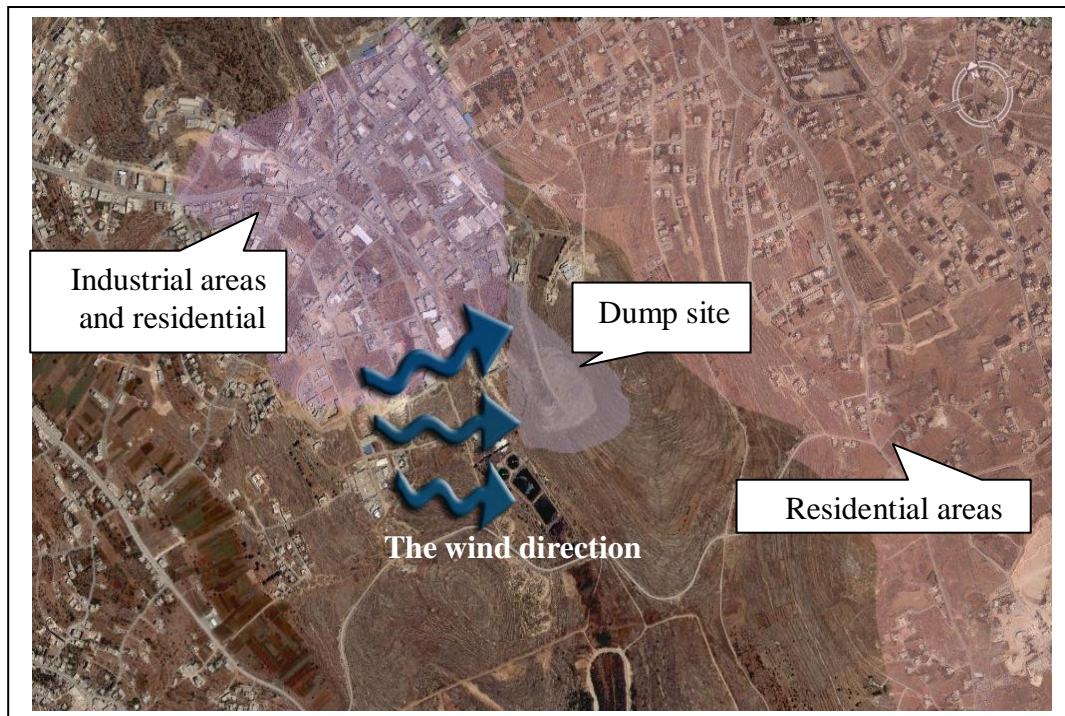 Industrial areas
and residential
Dump site
Residential areas
The wind direction